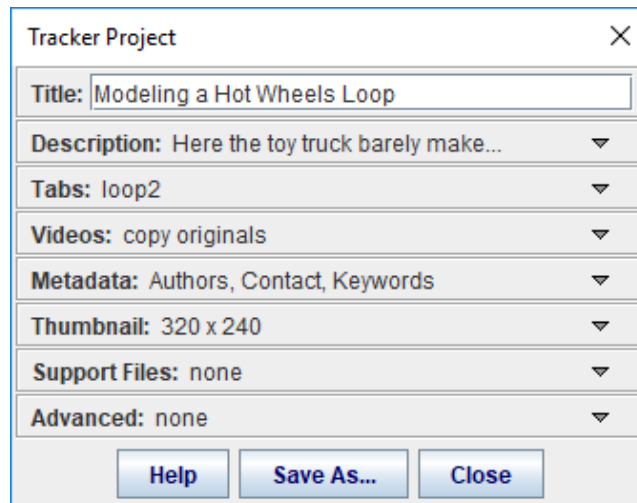 Tracker Project
Title: Modeling a Hot Wheels Loop
Description: Here the toy truck barely make...
Tabs: loop2
Videos: copy originals
Metadata: Authors, Contact, Keywords
Thumbnail: 320 x 240
Support Files: none
Advanced: none
Help Save As... Close